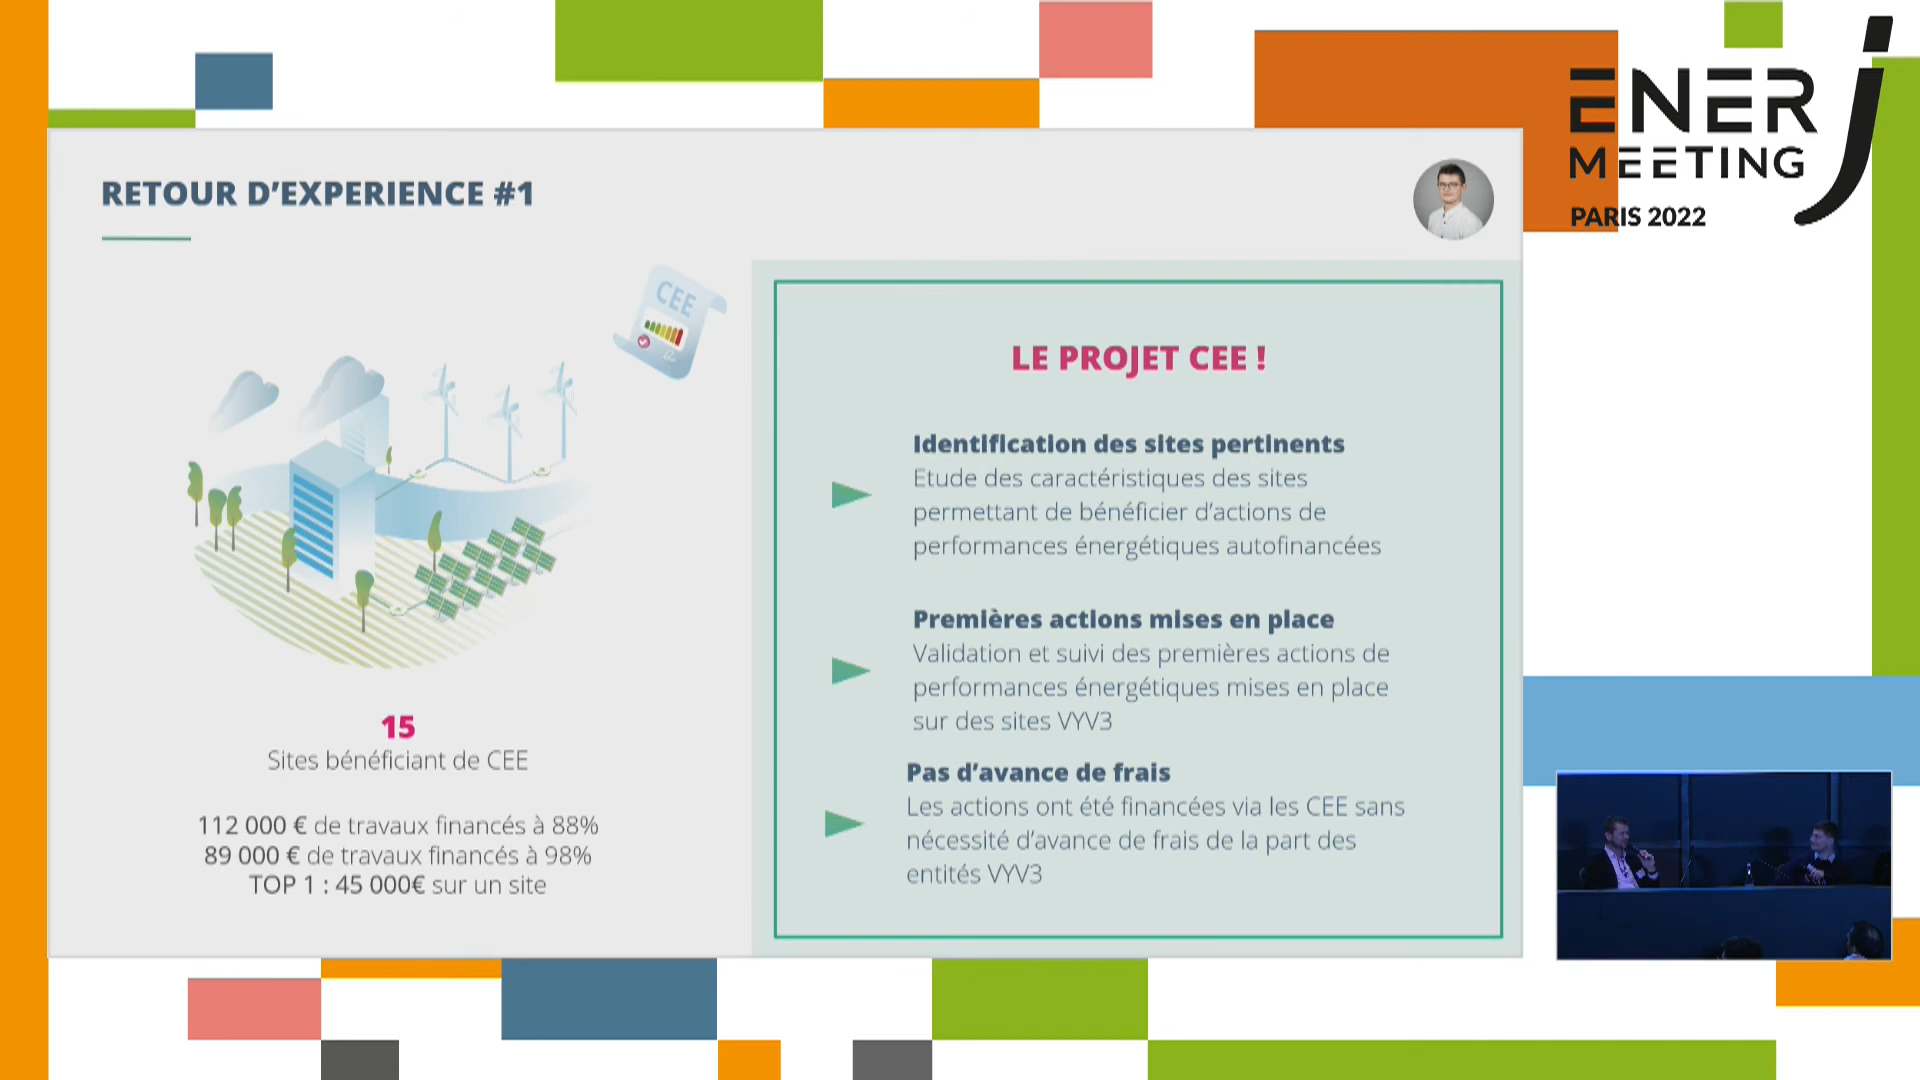 ENERJ
MEETING
PARIS 2022
RETOUR D’EXPERIENCE #1
CEE
15
Sites bénéficiant de CEE
112 000 € de travaux financés à 88%
89 000 € de travaux financés à 98%
TOP 1 : 45 000€ sur un site
LE PROJET CEE !
Identification des sites pertinents
Etude des caractéristiques des sites
permettant de bénéficier d’actions de
performances énergétiques autofinancées
Premières actions mises en place
Validation et suivi des premières actions de
performances énergétiques mises en place
sur des sites VYV3
Pas d’avance de frais
Les actions ont été financées via les CEE sans
nécessité d’avance de frais de la part des
entités VYV3